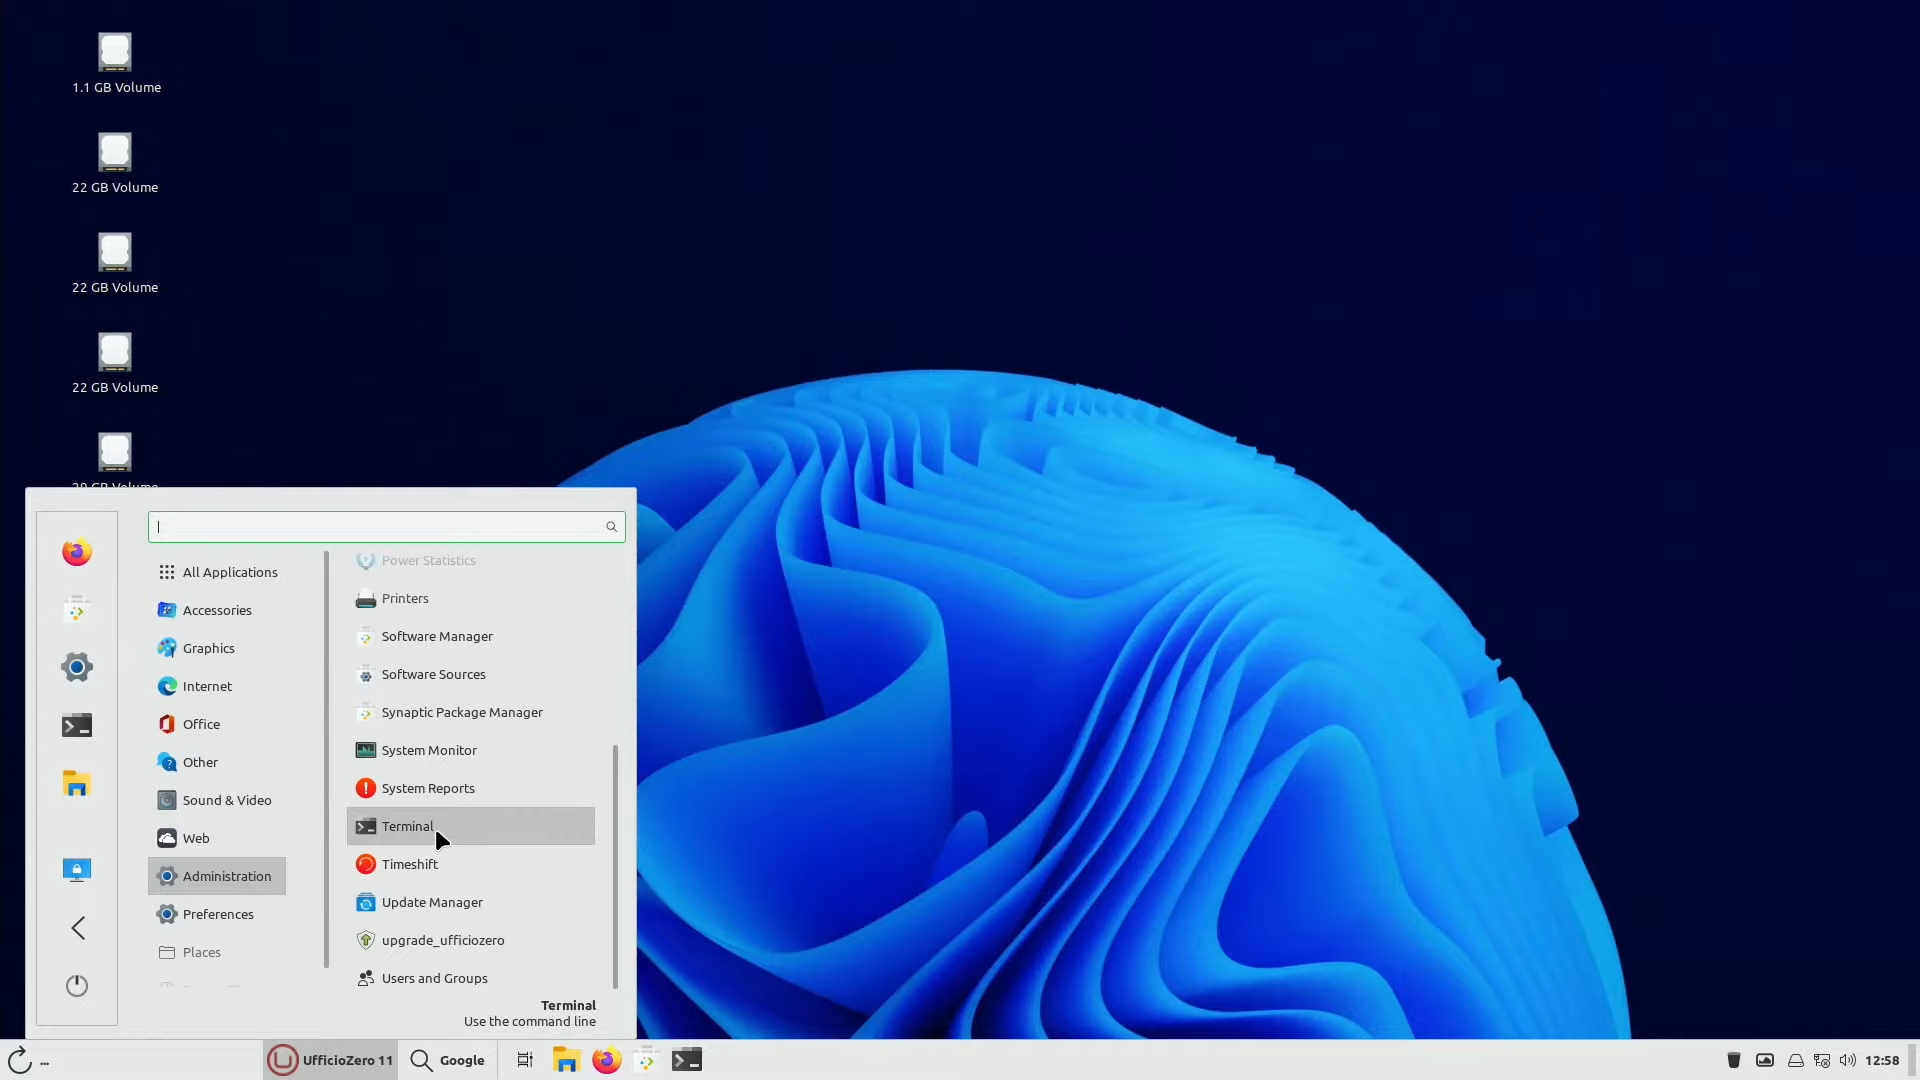 1.1 GB Volume
22 GB Volume
22 GB Volume
22 GB Volume
GB Volume
All Applications
Accessories
Graphics
Internet
Office
Other
Sound & Video
Web
Administration
Preferences
Places
Power Statistics
Printers
Software Manager
Software Sources
Synaptic Package Manager
System Monitor
System Reports
Terminal
Timeshift
Update Manager
upgrade_ufficiozero
Users and Groups
Terminal
Use the command line
...
UfficioZero 11
Google
12:58